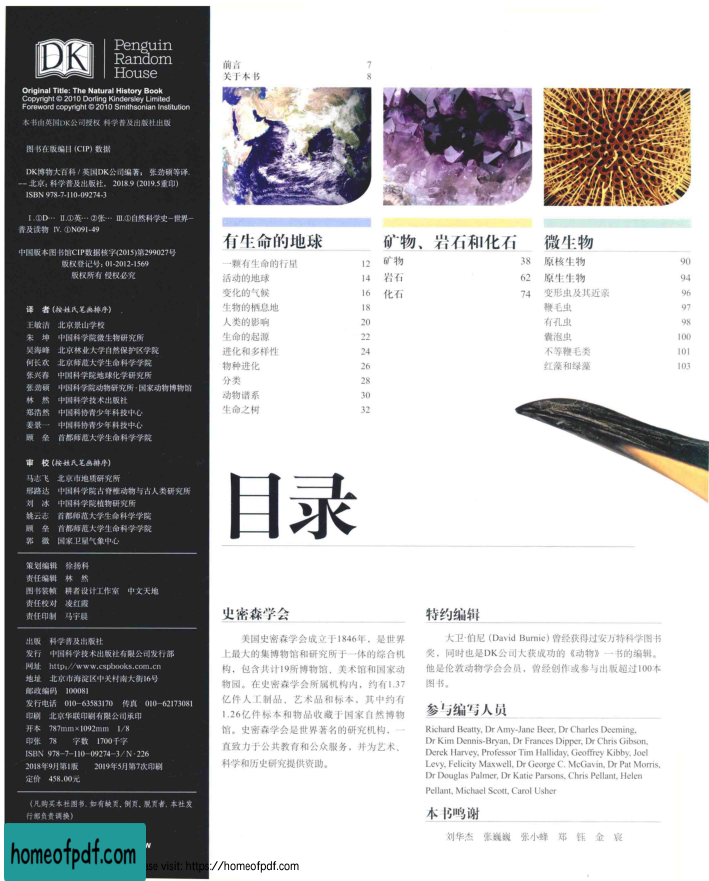 DK
Penguin
Random
House
Original Title: The Natural History Book
Copyright © 2010 Dorling Kindersley Limited
Foreword copyright © 2010 Smithsonian Institution
本书由英国DK公司授权 科学普及出版社出版
图书在版编目 (CIP) 数据
DK博物大百科 / 英国DK公司编著; 张劲硕等译.
-- 北京: 科学普及出版社, 2018.9 (2019.5重印)
ISBN 978-7-110-09274-3
Ⅰ.①D… Ⅱ.①英… ②张… Ⅲ.①自然科学史-世界-
普及读物 Ⅳ.①N091-49
中国版本图书馆CIP数据核字(2015)第299027号
版权登记号: 01-2012-1569
版权所有 侵权必究
译 者 (按姓氏笔画排序)
王敏洁 北京景山学校
朱 坤 中国科学院微生物研究所
吴海峰 北京林业大学自然保护区学院
何长欢 北京师范大学生命科学学院
张兴春 中国科学院地球化学研究所
张劲硕 中国科学院动物研究所·国家动物博物馆
林 然 中国科学技术出版社
郑浩然 中国科协青少年科技中心
姜景一 中国科协青少年科技中心
顾 垒 首都师范大学生命科学学院
审 校 (按姓氏笔画排序)
马志飞 北京市地质研究所
邢路达 中国科学院古脊椎动物与古人类研究所
刘 冰 中国科学院植物研究所
姚云志 首都师范大学生命科学学院
顾 垒 首都师范大学生命科学学院
郭 微 国家卫星气象中心
策划编辑 徐扬科
责任编辑 林 然
图书装帧 耕者设计工作室 中文天地
责任校对 凌红霞
责任印制 马宇晨
出版 科学普及出版社
发行 中国科学技术出版社有限公司发行部
网址 http://www.cspbooks.com.cn
地址 北京市海淀区中关村南大街16号
邮政编码 100081
发行电话 010-63583170 传真 010-62173081
印刷 北京华联印刷有限公司承印
开本 787mm×1092mm 1/8
印张 78 字数 1700千字
ISBN 978-7-110-09274-3/N·226
2018年9月第1版 2019年5月第7次印刷
定价 458.00元
(凡购买本社图书, 如有缺页、倒页、脱页者, 本社发
行部负责调换)
前言 7
关于本书 8
有生命的地球
一颗有生命的行星 12
活动的地球 14
变化的气候 16
生物的栖息地 18
人类的影响 20
生命的起源 22
进化和多样性 24
物种进化 26
分类 28
动物谱系 30
生命之树 32
矿物、岩石和化石
矿物 38
岩石 62
化石 74
微生物
原核生物 90
原生生物 94
变形虫及其近亲 96
鞭毛虫 97
有孔虫 98
囊泡虫 100
不等鞭毛类 101
红藻和绿藻 103
目录
史密森学会
美国史密森学会成立于1846年, 是世界
上最大的集博物馆和研究所于一体的综合机
构, 包含共计19所博物馆、美术馆和国家动
物园。在史密森学会所属机构内, 约有1.37
亿件人工制品、艺术品和标本, 其中约有
1.26亿件标本和物品收藏于国家自然博物
馆。史密森学会是世界著名的研究机构, 一
直致力于公共教育和公众服务, 并为艺术、
科学和历史研究提供资助。
特约编辑
大卫·伯尼 (David Burnie) 曾经获得过安万特科学图书
奖, 同时也是DK公司大获成功的《动物》一书的编辑。
他是伦敦动物学会会员, 曾经创作或参与出版超过100本
图书。
参与编写人员
Richard Beatty, Dr Amy-Jane Beer, Dr Charles Deeming,
Dr Kim Dennis-Bryan, Dr Frances Dipper, Dr Chris Gibson,
Derek Harvey, Professor Tim Halliday, Geoffrey Kibby, Joel
Levy, Felicity Maxwell, Dr George C. McGavin, Dr Pat Morris,
Dr Douglas Palmer, Dr Katie Parsons, Chris Pellant, Helen
Pellant, Michael Scott, Carol Usher
本书鸣谢
刘华杰 张巍巍 张小蜂 郑 钰 金 宸
homeofpdf.com
se visit: https://homeofpdf.com